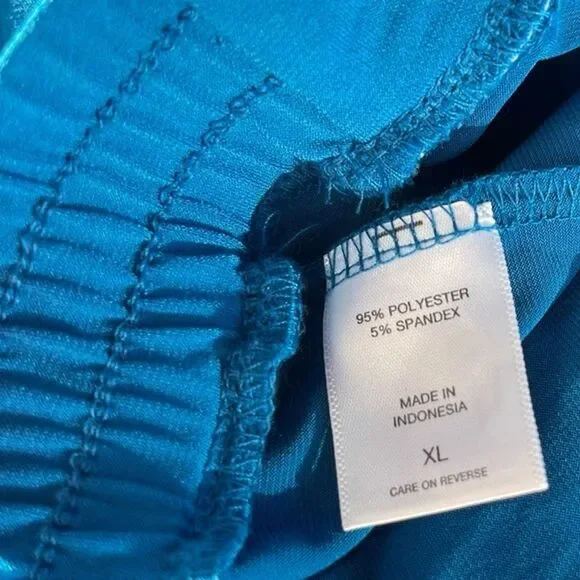 95% POLYESTER
5% SPANDEX
MADE IN
INDONESIA
XL
CARE ON REVERSE